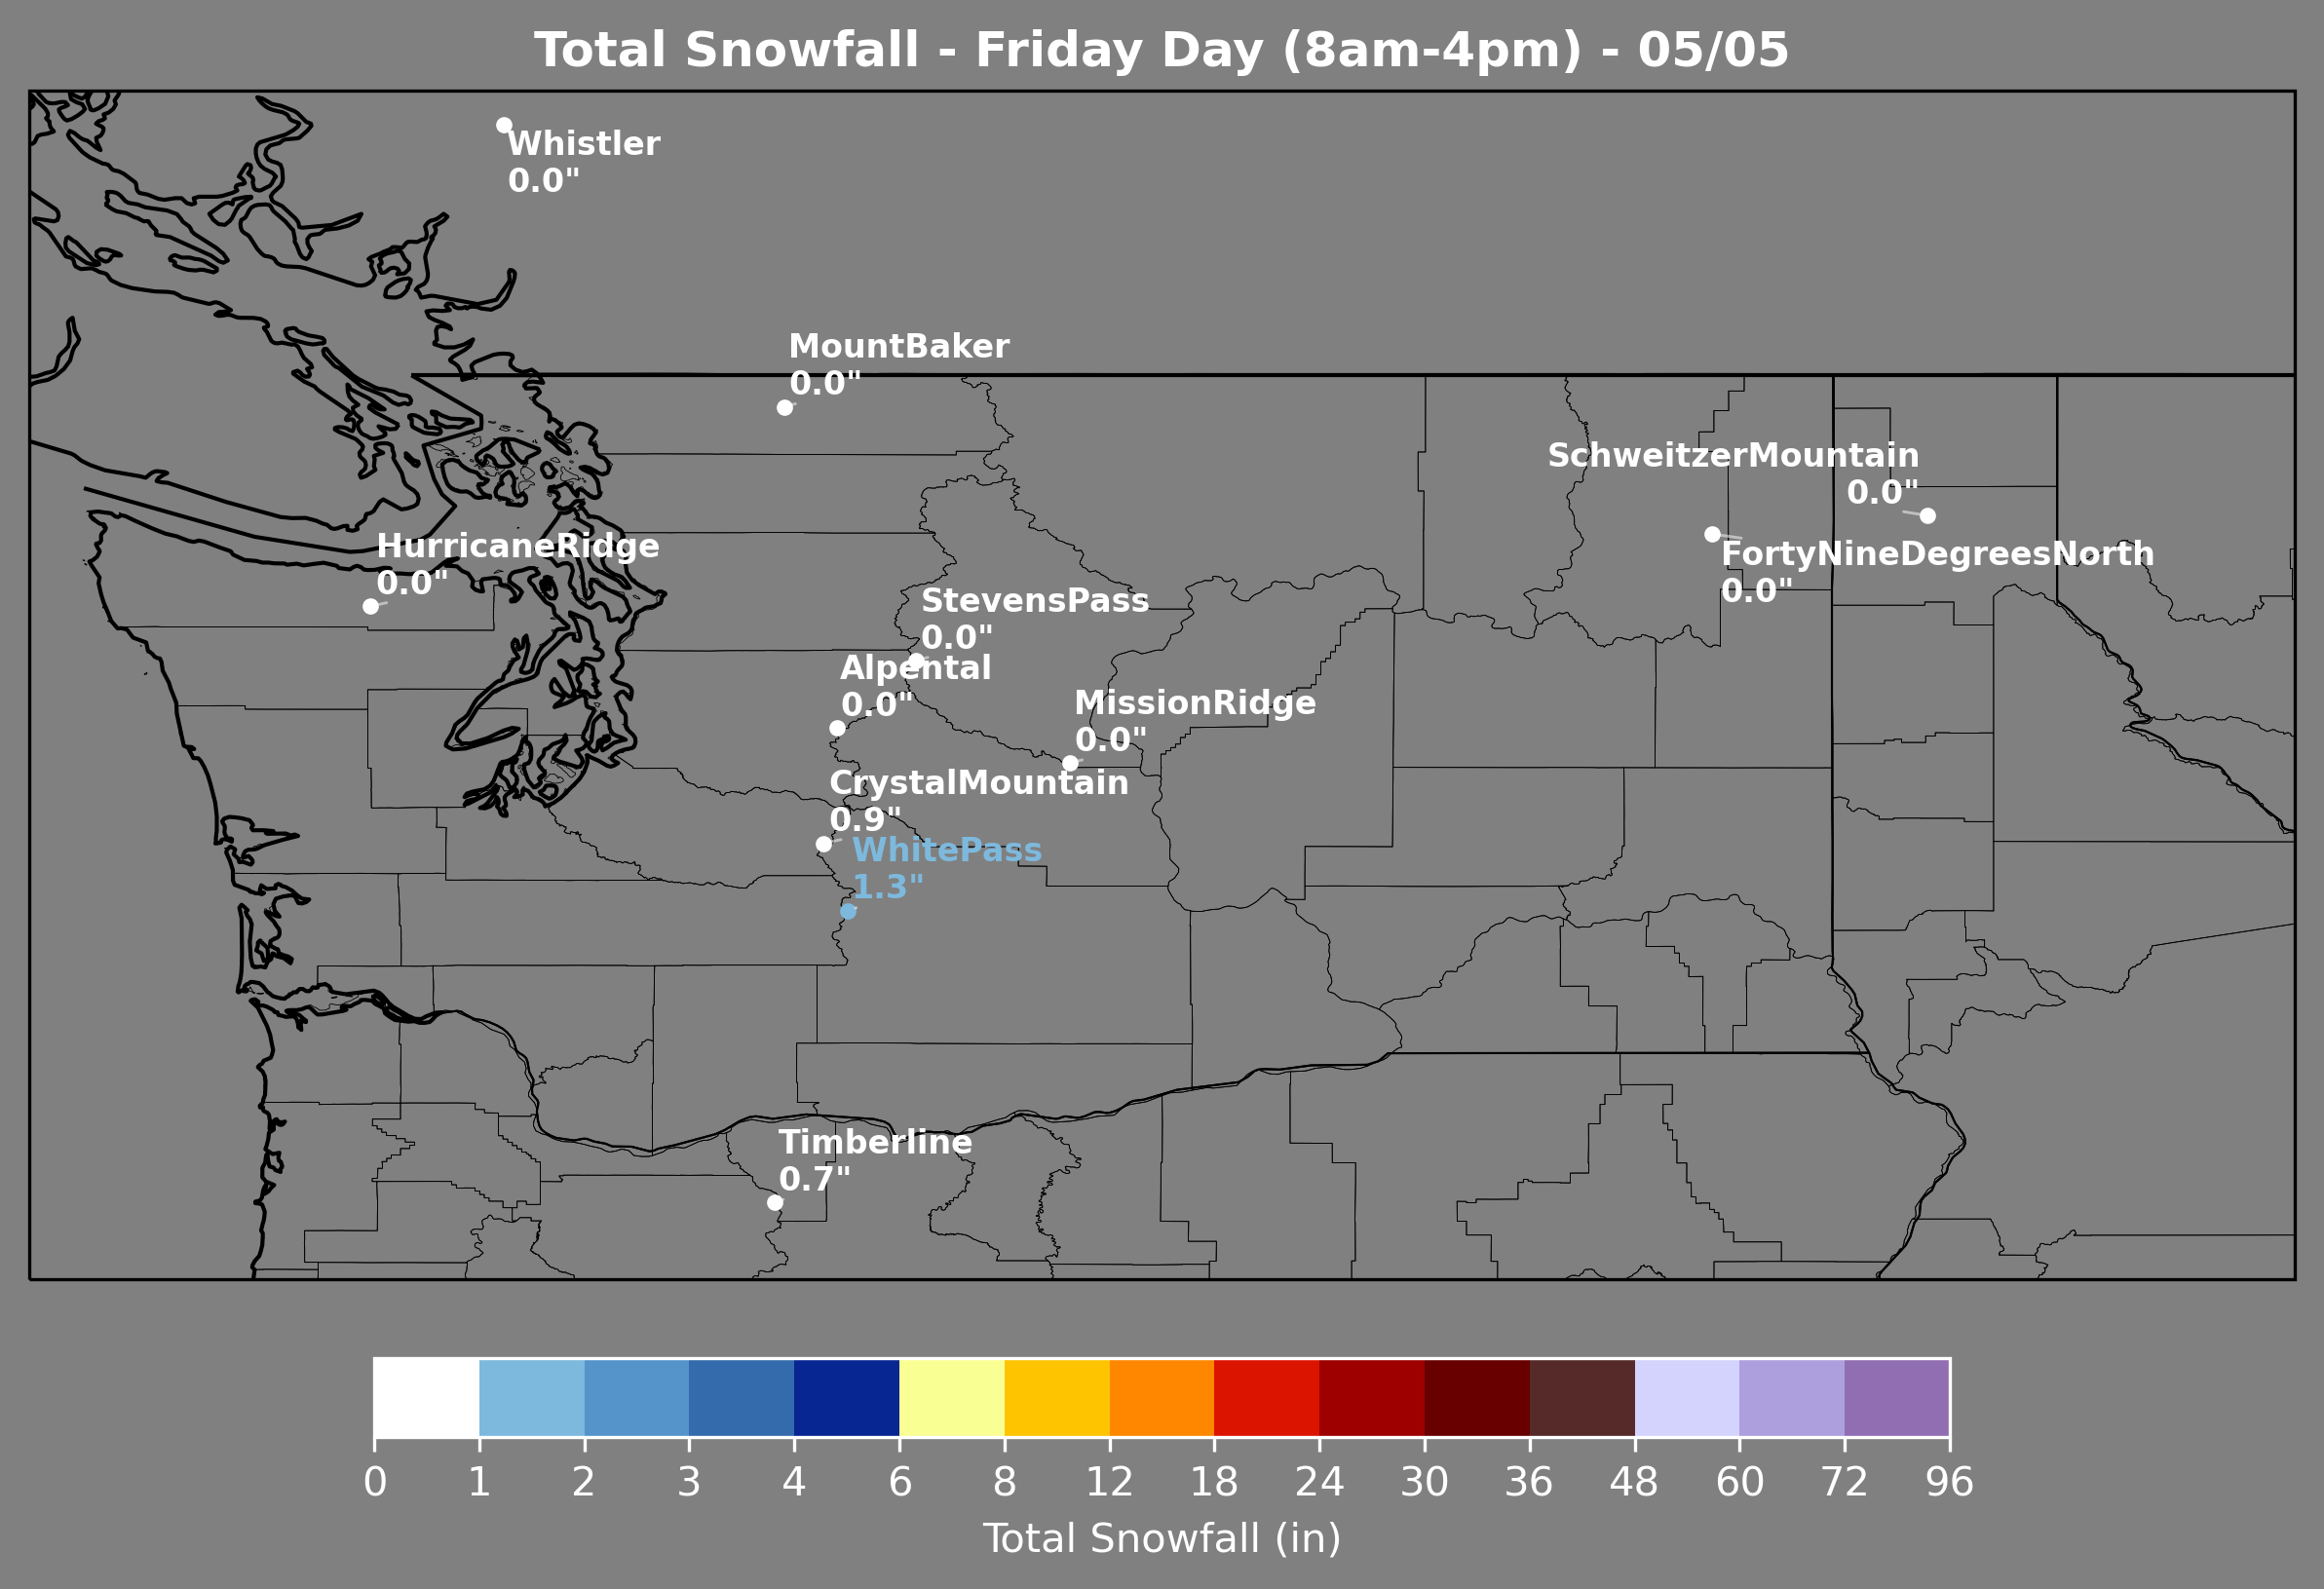 Total Snowfall - Friday Day (8am-4pm) - 05/05
Whistler
0.0"
MountBaker
0.0"
SchweitzerMountain
0.0"
HurricaneRidge
0.0"
FortyNineDegreesNorth
0.0"
StevensPass
0.0"
Alpental
0.0"
MissionRidge
0.0"
CrystalMountain
0.9"
WhitePass
1.3"
Timberline
0.7"
0 1 2 3 4 6 8 12 18 24 30 36 48 60 72 96
Total Snowfall (in)